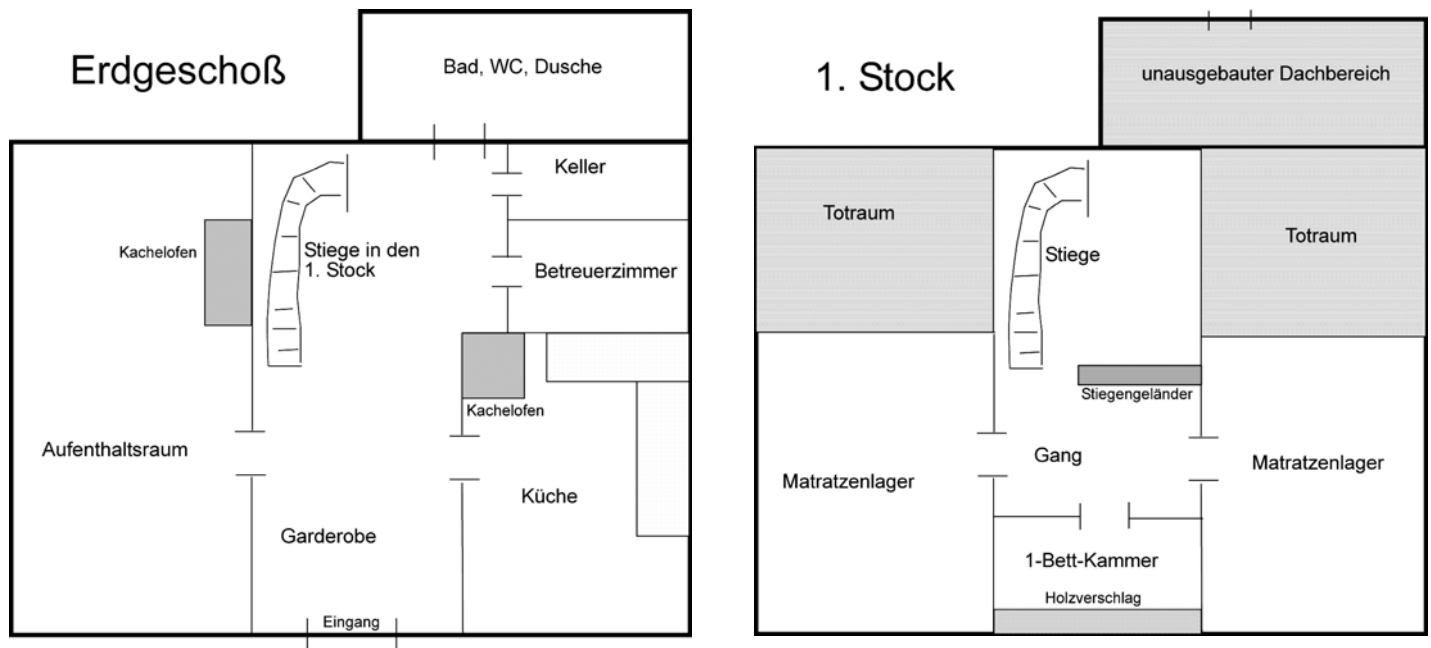 Erdgeschoß
Bad, WC, Dusche
Keller
Kachelofen
Stiege in den
1. Stock
Betreuerzimmer
Kachelofen
Aufenthaltsraum
Küche
Garderobe
Eingang
1. Stock
unausgebauter Dachbereich
Totraum
Totraum
Stiege
Stiegengeländer
Gang
Matratzenlager
Matratzenlager
1-Bett-Kammer
Holzverschlag